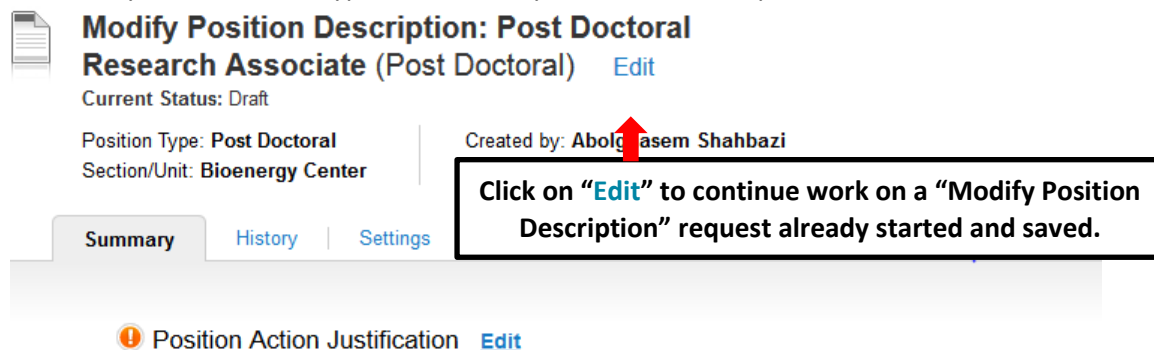 Modify Position Description: Post Doctoral
Research Associate (Post Doctoral) Edit
Current Status: Draft
Position Type: Post Doctoral
Section/Unit: Bioenergy Center
Created by: Abolg asem Shahbazi
Click on “Edit” to continue work on a “Modify Position
Description” request already started and saved.
Summary History Settings
Position Action Justification Edit